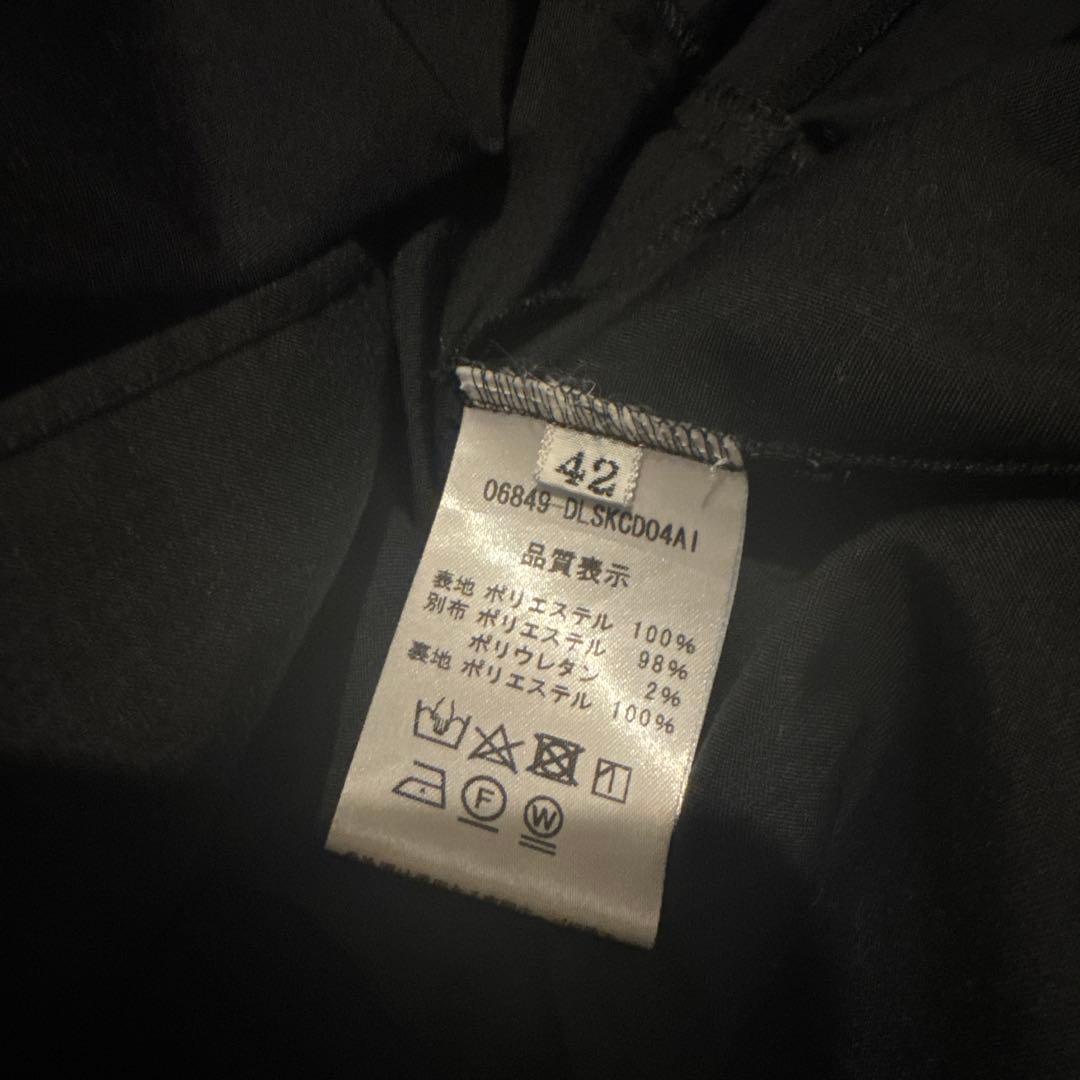 42
06849-DLSKCD04AI
品質表示
表地 ポリエステル 100%
別布 ポリエステル 98%
ポリウレタン 2%
裏地 ポリエステル 100%
F W